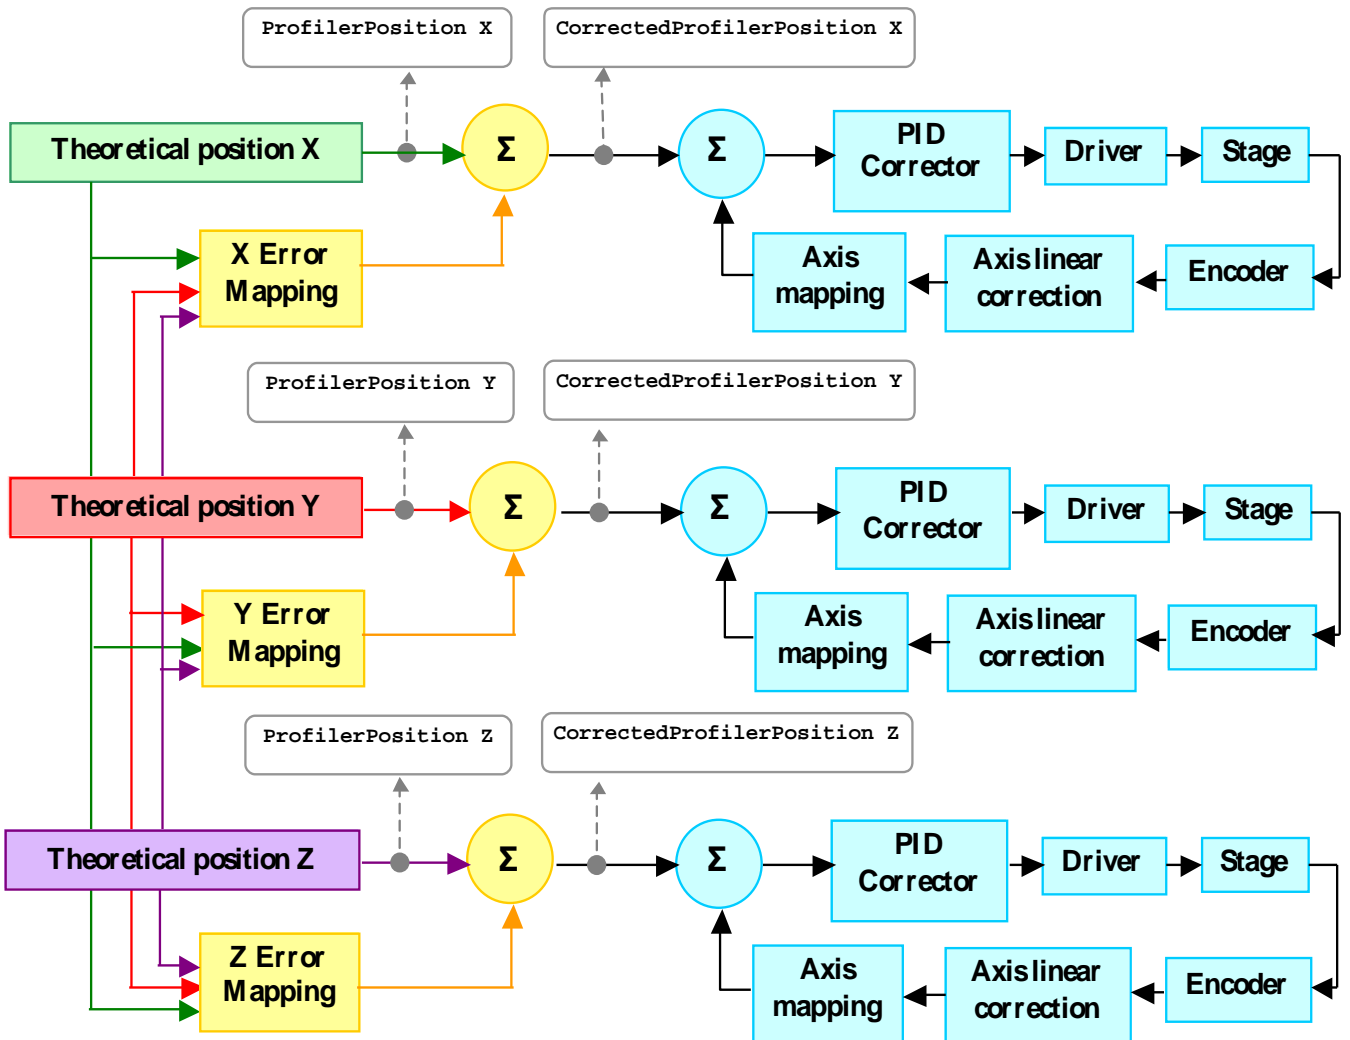 ProfilerPosition X
CorrectedProfilerPosition X
Theoretical position X
Σ
Σ
PID
Corrector
Driver
Stage
X Error
Mapping
Axis
mapping
Axis linear
correction
Encoder
ProfilerPosition Y
CorrectedProfilerPosition Y
Theoretical position Y
Σ
Σ
PID
Corrector
Driver
Stage
Y Error
Mapping
Axis
mapping
Axis linear
correction
Encoder
ProfilerPosition Z
CorrectedProfilerPosition Z
Theoretical position Z
Σ
Σ
PID
Corrector
Driver
Stage
Z Error
Mapping
Axis
mapping
Axis linear
correction
Encoder